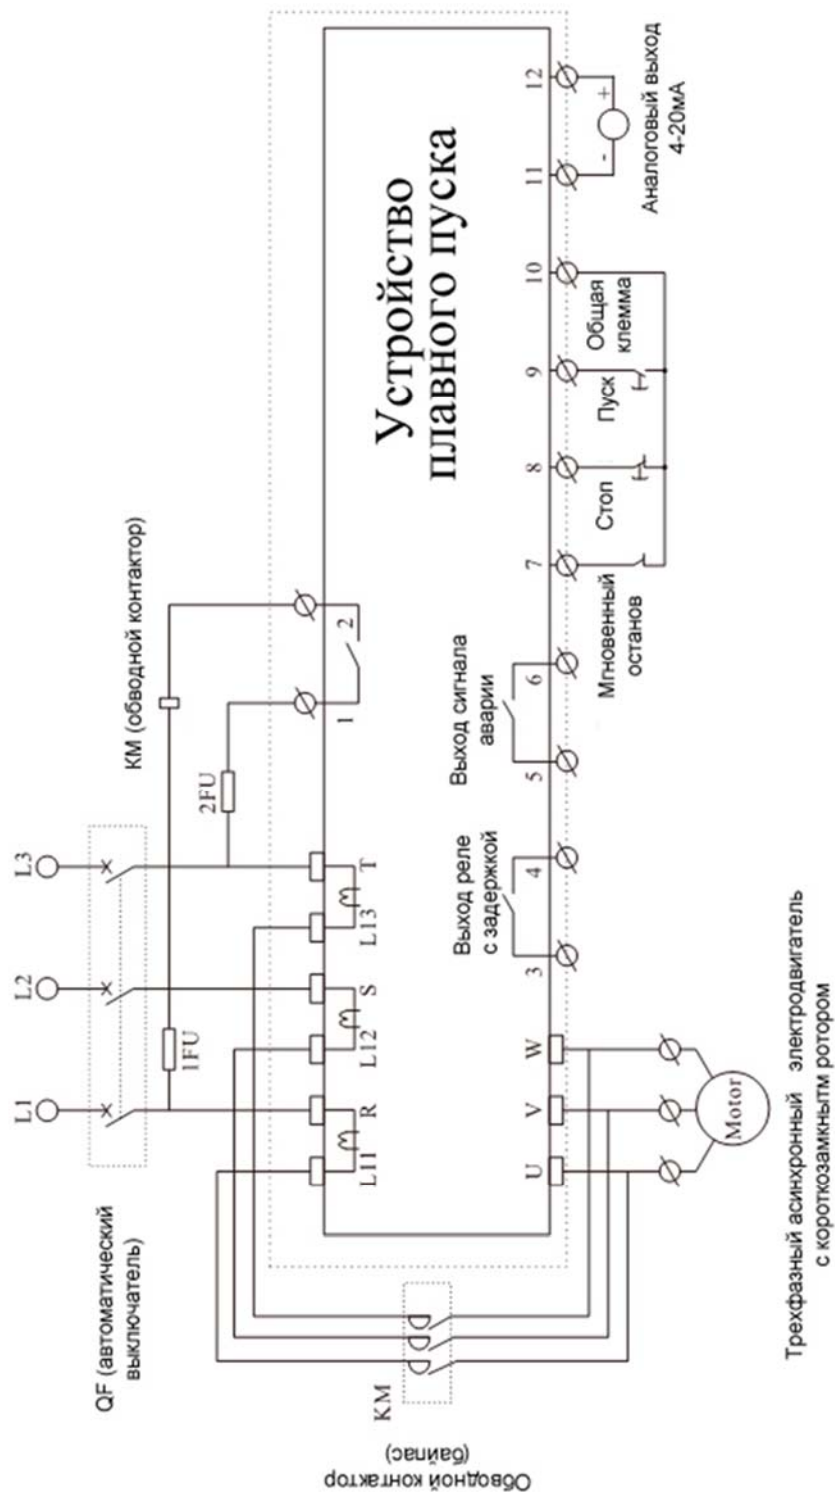 L1
L2
L3
QF (автоматический
выключатель)
1FU
2FU
КМ (обводной контактор)
L11
R
L12
S
L13
T
1
2
Устройство
плавного пуска
KM
Обводной контактор
(байпас)
U
V
W
3
4
5
6
7
8
9
10
11
12
Выход реле
с задержкой
Выход сигнала
аварии
Мгновенный
останов
Стоп
Пуск
Общая
клемма
-
+
Аналоговый выход
4-20мА
Motor
Трехфазный асинхронный электродвигатель
с короткозамкнытм ротором